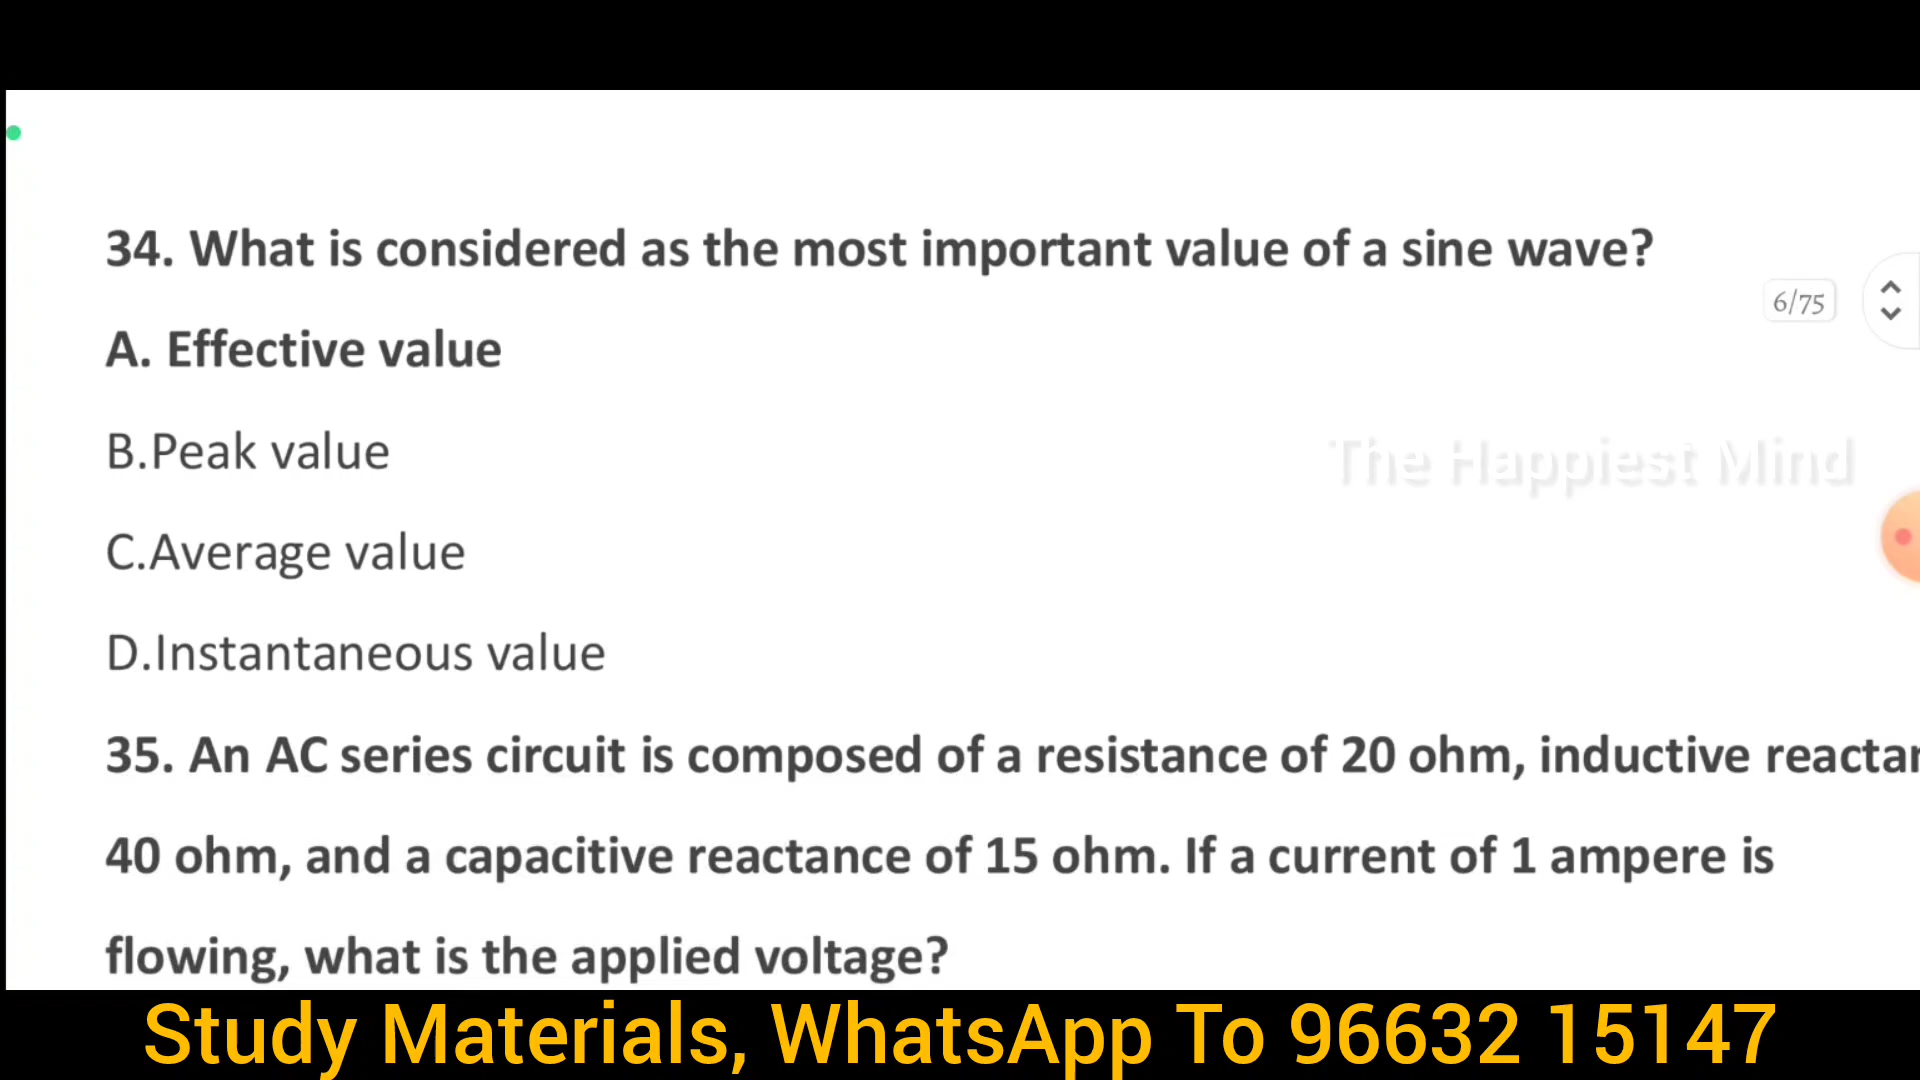 34. What is considered as the most important value of a sine wave?
6/75
A. Effective value
B.Peak value
The Happiest Mind
C.Average value
D.Instantaneous value
35. An AC series circuit is composed of a resistance of 20 ohm, inductive
40 ohm, and a capacitive reactance of 15 ohm. If a current of 1 ampere is
flowing, what is the applied voltage?
Study Materials, WhatsApp To 96632 15147